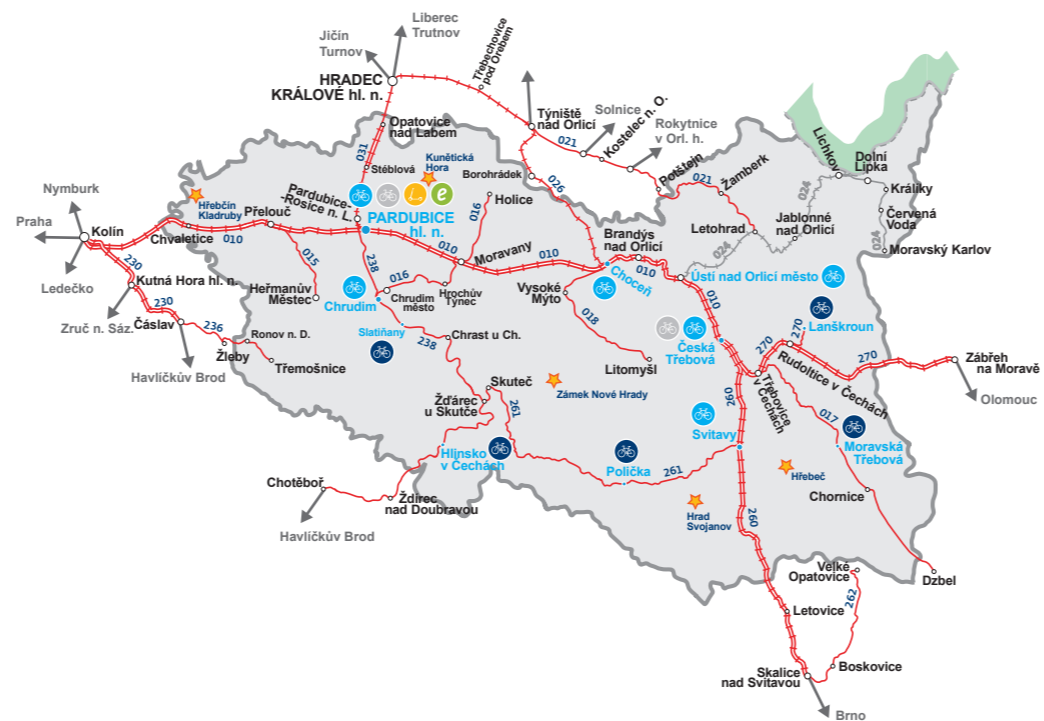 Liberec
Trutnov
Jičín
Turnov
HRADEC
KRÁLOVÉ hl. n.
Třebechovice
pod Orebem
Opatovice
nad Labem
Týniště
nad Orlicí
Solnice
021
Kostelec n. O.
Rokytnice
v Orl. h.
031
Stéblová
Kunětická
Hora
Borohrádek
026
Potštejn
021
Žamberk
Lichkov
Dolní
Lipka
Králíky
Červená
Voda
024
Moravský Karlov
Nymburk
Praha
Kolín
Ledečko
Hřebčín
Kladruby
Přelouč
Chvaletice
010
Pardubice-
-Rosice n. L.
e
PARDUBICE
hl. n.
Holice
016
010
Moravany
010
Brandýs
nad Orlicí
010
Letohrad
Jablonné
nad Orlicí
024
230
Kutná Hora hl. n.
015
Heřmanův
Městec
238
016
Chrudim
město
Hrochův
Týnec
Chrudim
Vysoké
Mýto
Choceň
Ústí nad Orlicí město
010
Lanškroun
270
Zruč n. Sáz.
230
Čáslav
236
Ronov n. D.
Žleby
Třemošnice
Havlíčkův Brod
Slatiňany
238
Chrast u Ch.
018
Litomyšl
Česká
Třebová
270
Rudoltice v Čechách
270
Zábřeh
na Moravě
Olomouc
Třebovice
v Čechách
Zámek Nové Hrady
Skuteč
Žďárec
u Skutče
261
260
017
Svitavy
Moravská
Třebová
Hlinsko
v Čechách
Polička
261
Hřebeč
Chotěboř
Ždírec
nad Doubravou
Havlíčkův Brod
Hrad
Svojanov
260
Chornice
Velké
Opatovice
Dzbel
Letovice
262
Boskovice
Skalice
nad Svitavou
Brno